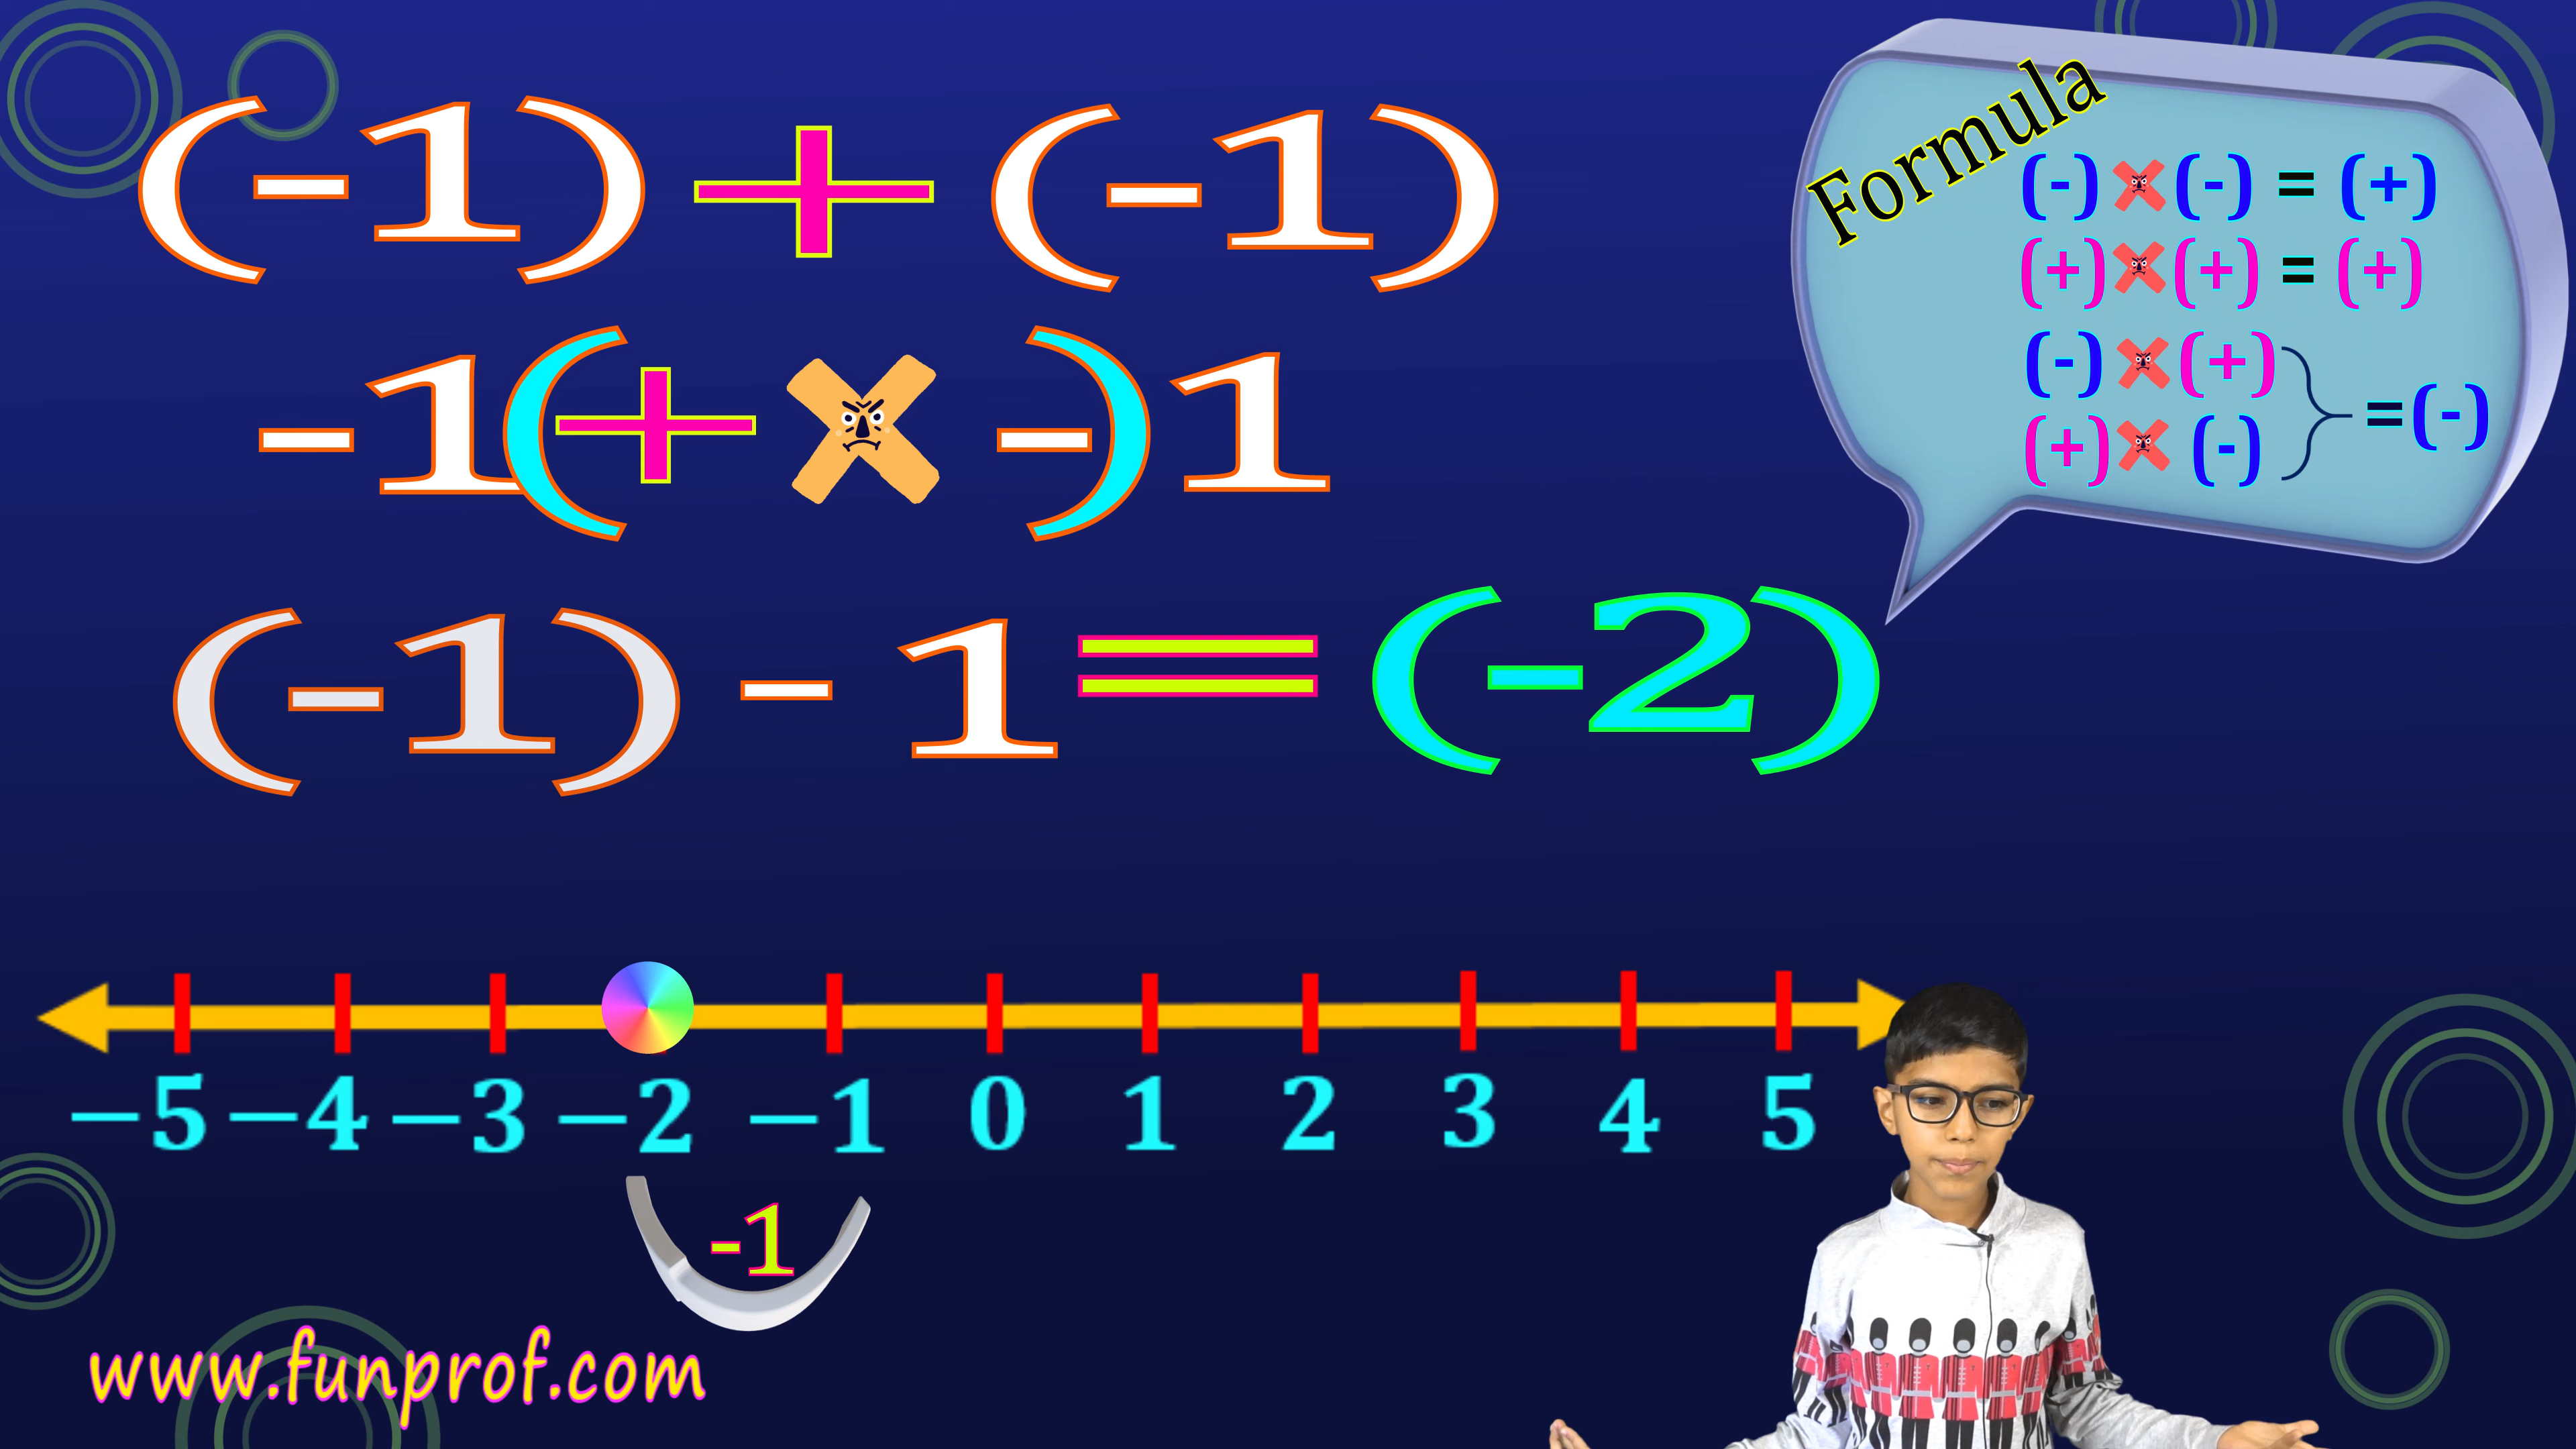 (-1) + (-1)
-1(+ × -)1
(-1) - 1 = (-2)
Formula
(-) × (-) = (+)
(+) × (+) = (+)
(-) × (+)
(+) × (-)
= (-)
−5 −4 −3 −2 −1 0 1 2 3 4 5
-1
www.funprof.com